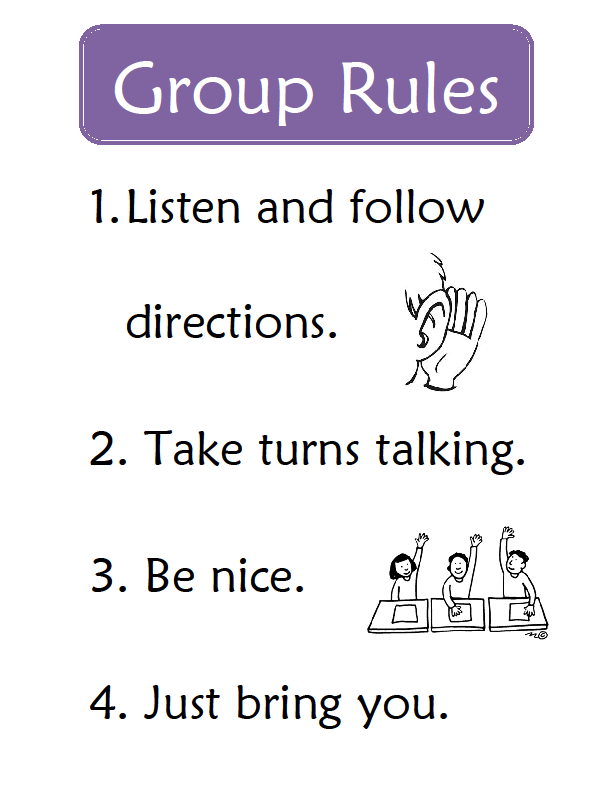 Group Rules
1. Listen and follow
directions.
2. Take turns talking.
3. Be nice.
4. Just bring you.